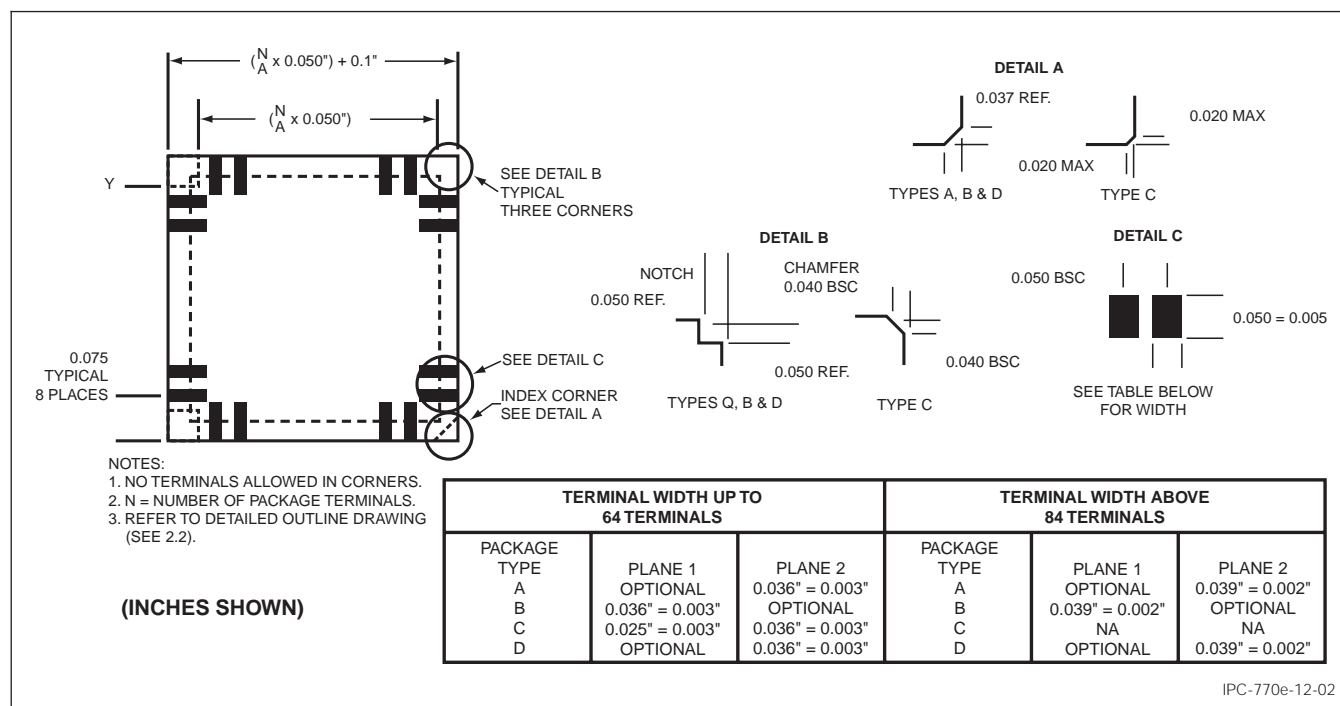 (N/A x 0.050") + 0.1"
(N/A x 0.050")
Y
SEE DETAIL B
TYPICAL
THREE CORNERS
0.075
TYPICAL
8 PLACES
SEE DETAIL C
INDEX CORNER
SEE DETAIL A
DETAIL A
0.037 REF.
TYPES A, B & D
0.020 MAX
0.020 MAX
TYPE C
DETAIL B
NOTCH
0.050 REF.
0.050 REF.
TYPES Q, B & D
CHAMFER
0.040 BSC
0.040 BSC
TYPE C
DETAIL C
0.050 BSC
0.050 = 0.005
SEE TABLE BELOW
FOR WIDTH
NOTES:
1. NO TERMINALS ALLOWED IN CORNERS.
2. N = NUMBER OF PACKAGE TERMINALS.
3. REFER TO DETAILED OUTLINE DRAWING
(SEE 2.2).
(INCHES SHOWN)
TERMINAL WIDTH UP TO
64 TERMINALS
TERMINAL WIDTH ABOVE
84 TERMINALS
PACKAGE
TYPE PLANE 1 PLANE 2
A OPTIONAL 0.036" = 0.003"
B 0.036" = 0.003" OPTIONAL
C 0.025" = 0.003" 0.036" = 0.003"
D OPTIONAL 0.036" = 0.003"
PACKAGE
TYPE PLANE 1 PLANE 2
A OPTIONAL 0.039" = 0.002"
B 0.039" = 0.002" OPTIONAL
C NA NA
D OPTIONAL 0.039" = 0.002"
IPC-770e-12-02